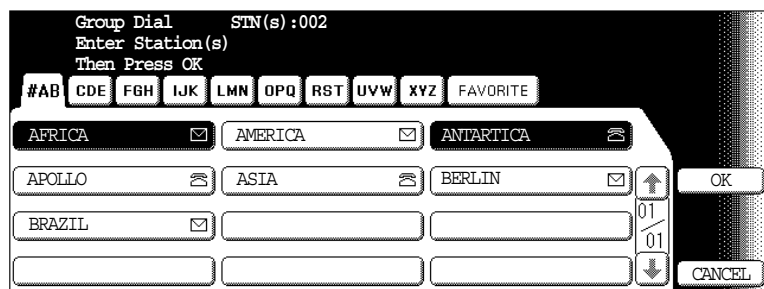 Group Dial STN(s):002
Enter Station(s)
Then Press OK
#AB CDE FGH IJK LMN OPQ RST UVW XYZ FAVORITE
AFRICA AMERICA ANTARTICA
APOLLO ASIA BERLIN OK
BRAZIL 01/01
CANCEL